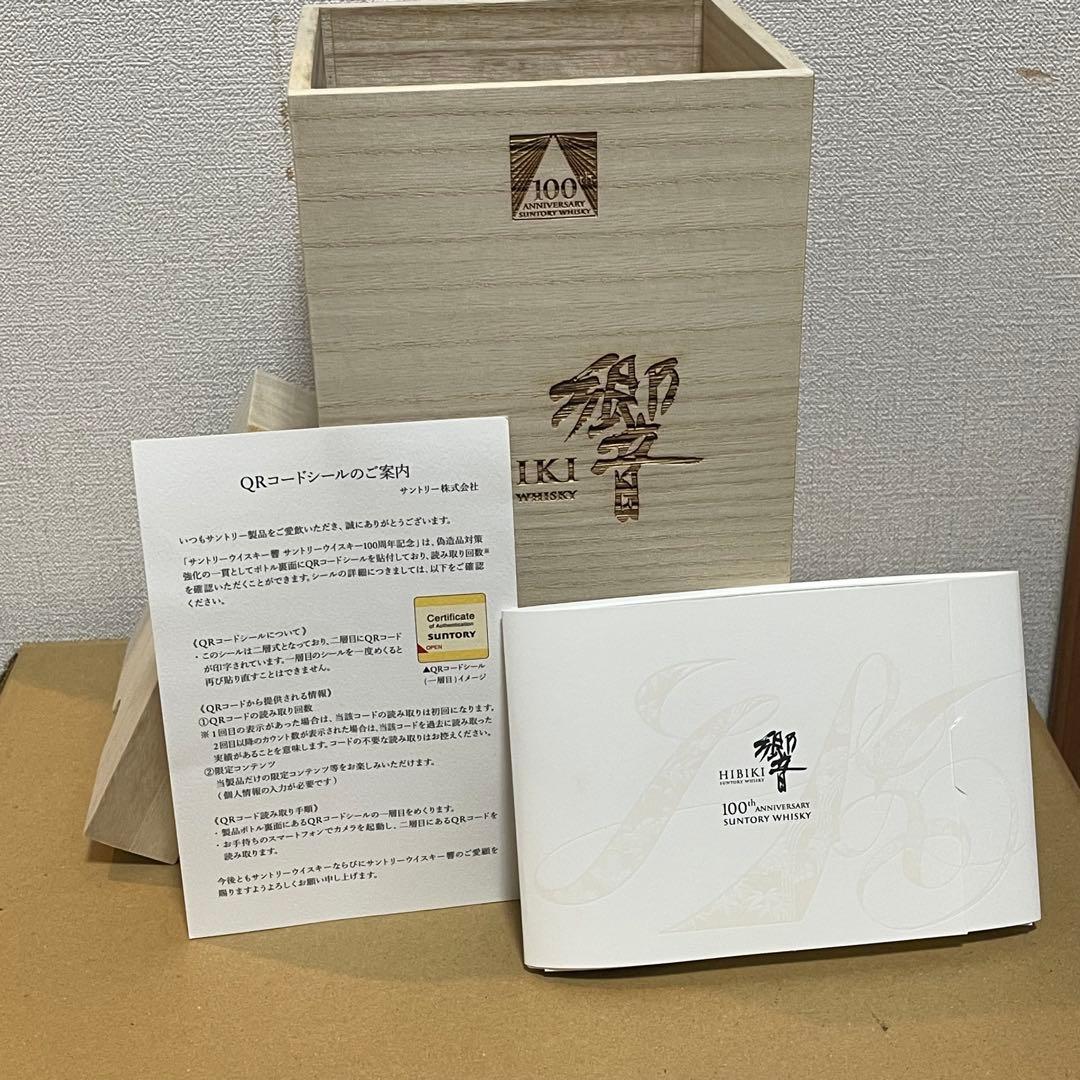 100th
ANNIVERSARY
SUNTORY WHISKY
響
IKI
WHISKY
QRコードシールのご案内
サントリー株式会社
いつもサントリー製品をご愛飲いただき、誠にありがとうございます。
「サントリーウイスキー響 サントリーウイスキー100周年記念」は、偽造品対策
強化の一貫としてボトル裏面にQRコードシールを貼付しており、読み取り回数※
を確認いただくことができます。シールの詳細につきましては、以下をご確認
ください。
《QRコードシールについて》
・このシールは二層式となっており、二層目にQRコード
が印字されています。一層目のシールを一度めくると
再び貼り直すことはできません。
Certificate
of Authentication
SUNTORY
OPEN
▲QRコードシール
(一層目)イメージ
《QRコードから提供される情報》
①QRコードの読み取り回数
※1回目の表示があった場合は、当該コードの読み取りは初回になります。
2回目以降のカウント数が表示された場合は、当該コードを過去に読み取った
実績があることを意味します。コードの不要な読み取りはお控えください。
②限定コンテンツ
当製品だけの限定コンテンツ等をお楽しみいただけます。
(個人情報の入力が必要です)
《QRコード読み取り手順》
・製品ボトル裏面にあるQRコードシールの一層目をめくります。
・お手持ちのスマートフォンでカメラを起動し、二層目にあるQRコードを
読み取ります。
今後ともサントリーウイスキーならびにサントリーウイスキー響のご愛顧を
賜りますようよろしくお願い申し上げます。
響
HIBIKI
SUNTORY WHISKY
100th ANNIVERSARY
SUNTORY WHISKY